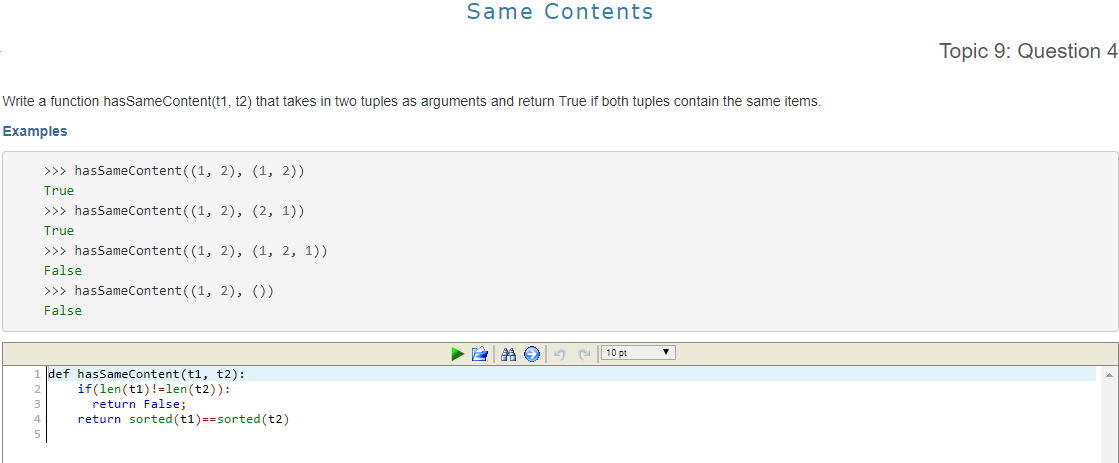 Same Contents
Topic 9: Question 4
Write a function hasSameContent(t1, t2) that takes in two tuples as arguments and return True if both tuples contain the same items.
Examples
>>> hasSameContent((1, 2), (1, 2))
True
>>> hasSameContent((1, 2), (2, 1))
True
>>> hasSameContent((1, 2), (1, 2, 1))
False
>>> hasSameContent((1, 2), ())
False
10 pt
1 def hasSameContent(t1, t2):
2     if(len(t1)!=len(t2)):
3       return False;
4     return sorted(t1)==sorted(t2)
5